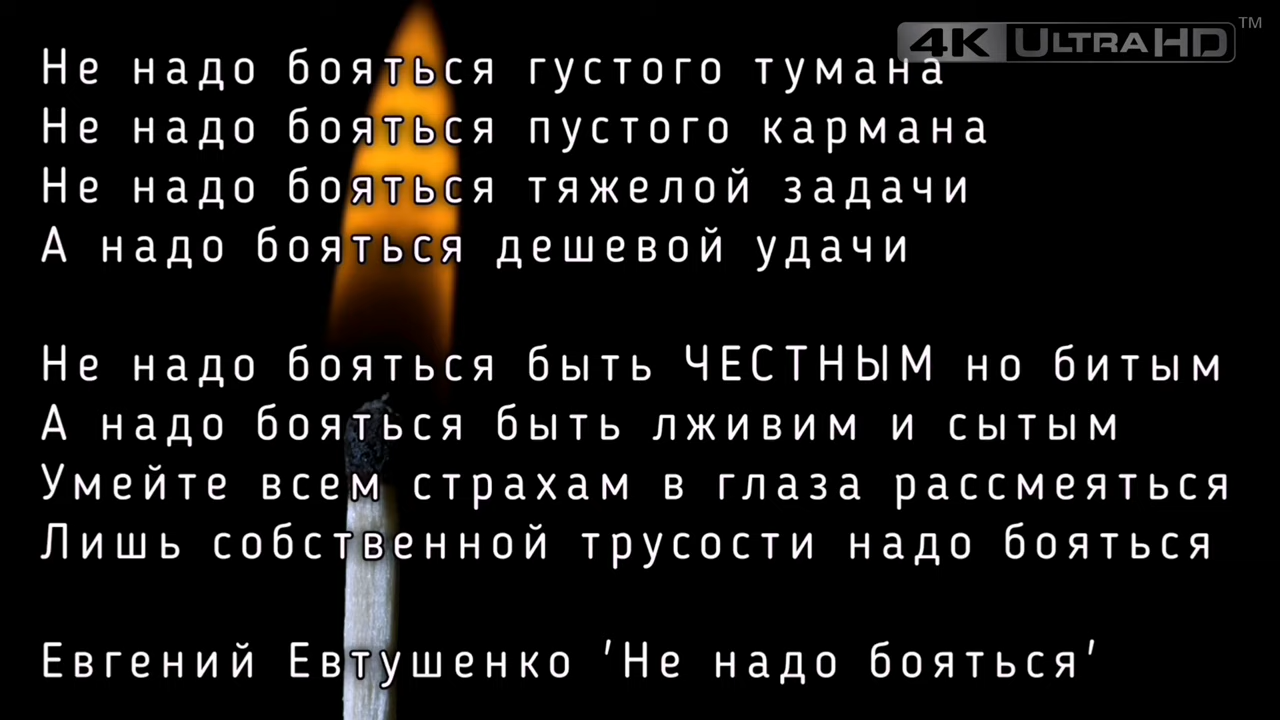 4K ULTRA HD™
Не надо бояться густого тумана
Не надо бояться пустого кармана
Не надо бояться тяжелой задачи
А надо бояться дешевой удачи
Не надо бояться быть ЧЕСТНЫМ но битым
А надо бояться быть лживим и сытым
Умейте всем страхам в глаза рассмеяться
Лишь собственной трусости надо бояться
Евгений Евтушенко 'Не надо бояться'